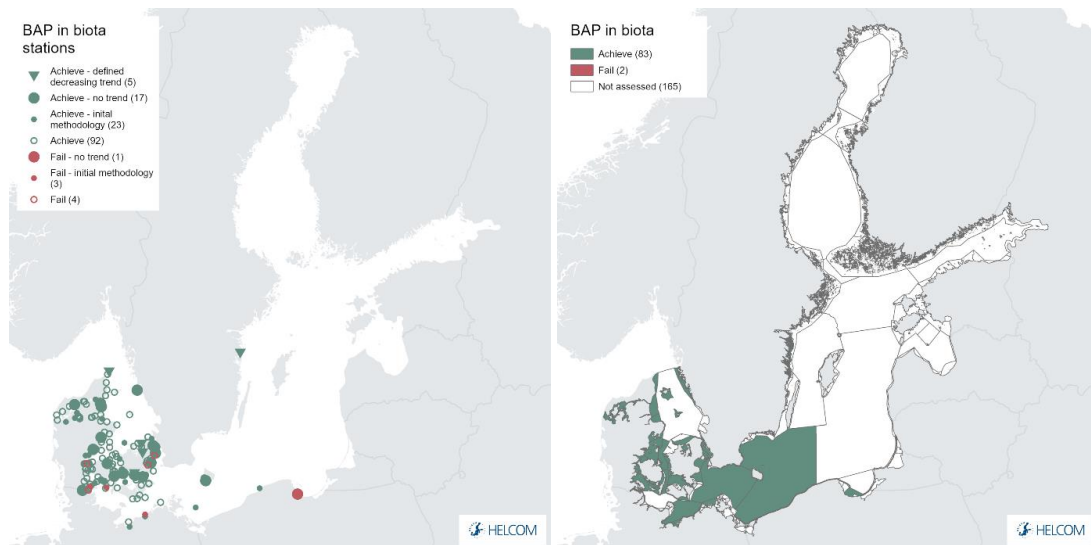 BAP in biota
stations
Achieve - defined
decreasing trend (5)
Achieve - no trend (17)
Achieve - inital
methodology (23)
Achieve (92)
Fail - no trend (1)
Fail - initial methodology
(3)
Fail (4)
HELCOM
BAP in biota
Achieve (83)
Fail (2)
Not assessed (165)
HELCOM